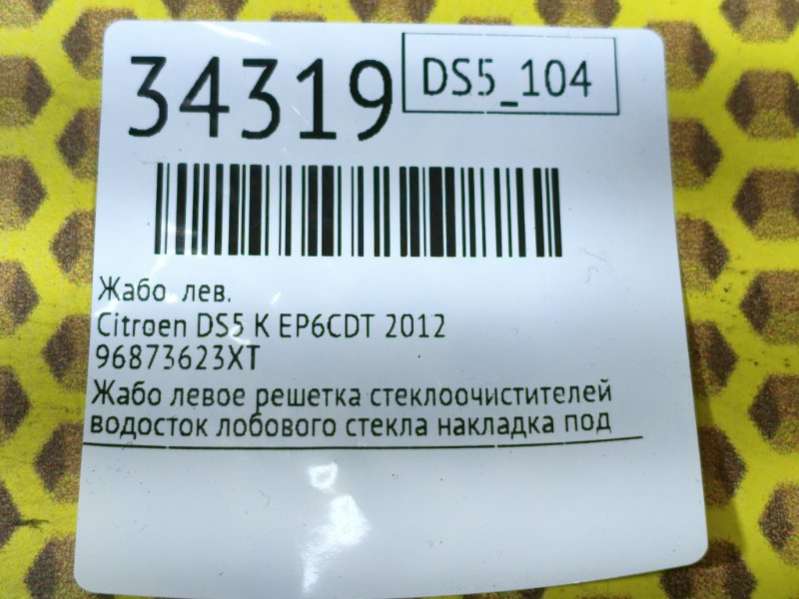 34319
DS5_104
Жабо лев.
Citroen DS5 K EP6CDT 2012
96873623XT
Жабо левое решетка стеклоочистителей
водосток лобового стекла накладка под